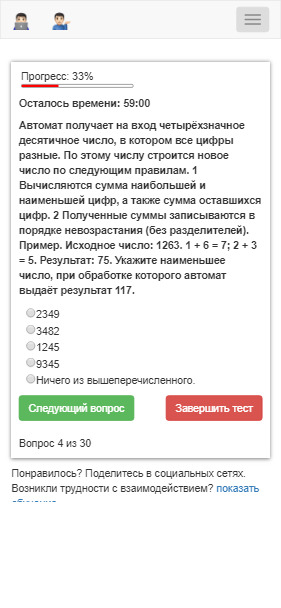 Прогресс: 33%
Осталось времени: 59:00
Автомат получает на вход четырёхзначное
десятичное число, в котором все цифры
разные. По этому числу строится новое
число по следующим правилам. 1
Вычисляются сумма наибольшей и
наименьшей цифр, а также сумма оставшихся
цифр. 2 Полученные суммы записываются в
порядке невозрастания (без разделителей).
Пример. Исходное число: 1263. 1 + 6 = 7; 2 + 3
= 5. Результат: 75. Укажите наименьшее
число, при обработке которого автомат
выдаёт результат 117.
2349
3482
1245
9345
Ничего из вышеперечисленного.
Следующий вопрос Завершить тест
Вопрос 4 из 30
Понравилось? Поделитесь в социальных сетях.
Возникли трудности с взаимодействием? показать